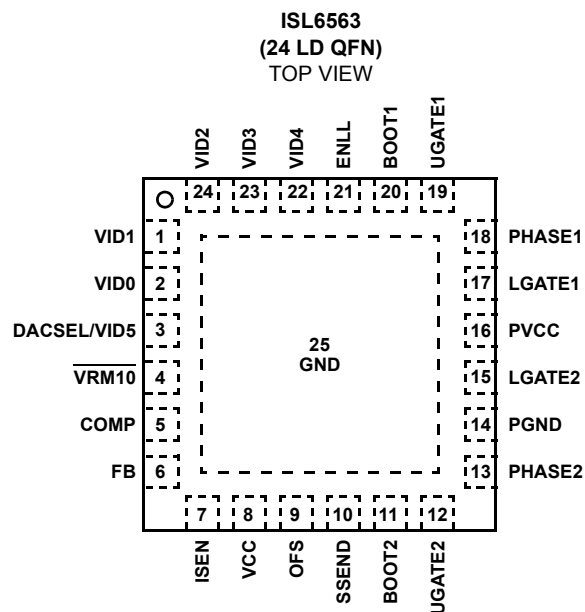 ISL6563
(24 LD QFN)
TOP VIEW
VID2
VID3
VID4
ENLL
BOOT1
UGATE1
24
23
22
21
20
19
VID1
1
18
PHASE1
VID0
2
17
LGATE1
DACSEL/VID5
3
16
PVCC
25
GND
VRM10
4
15
LGATE2
COMP
5
14
PGND
FB
6
13
PHASE2
7
8
9
10
11
12
ISEN
VCC
OFS
SSEND
BOOT2
UGATE2